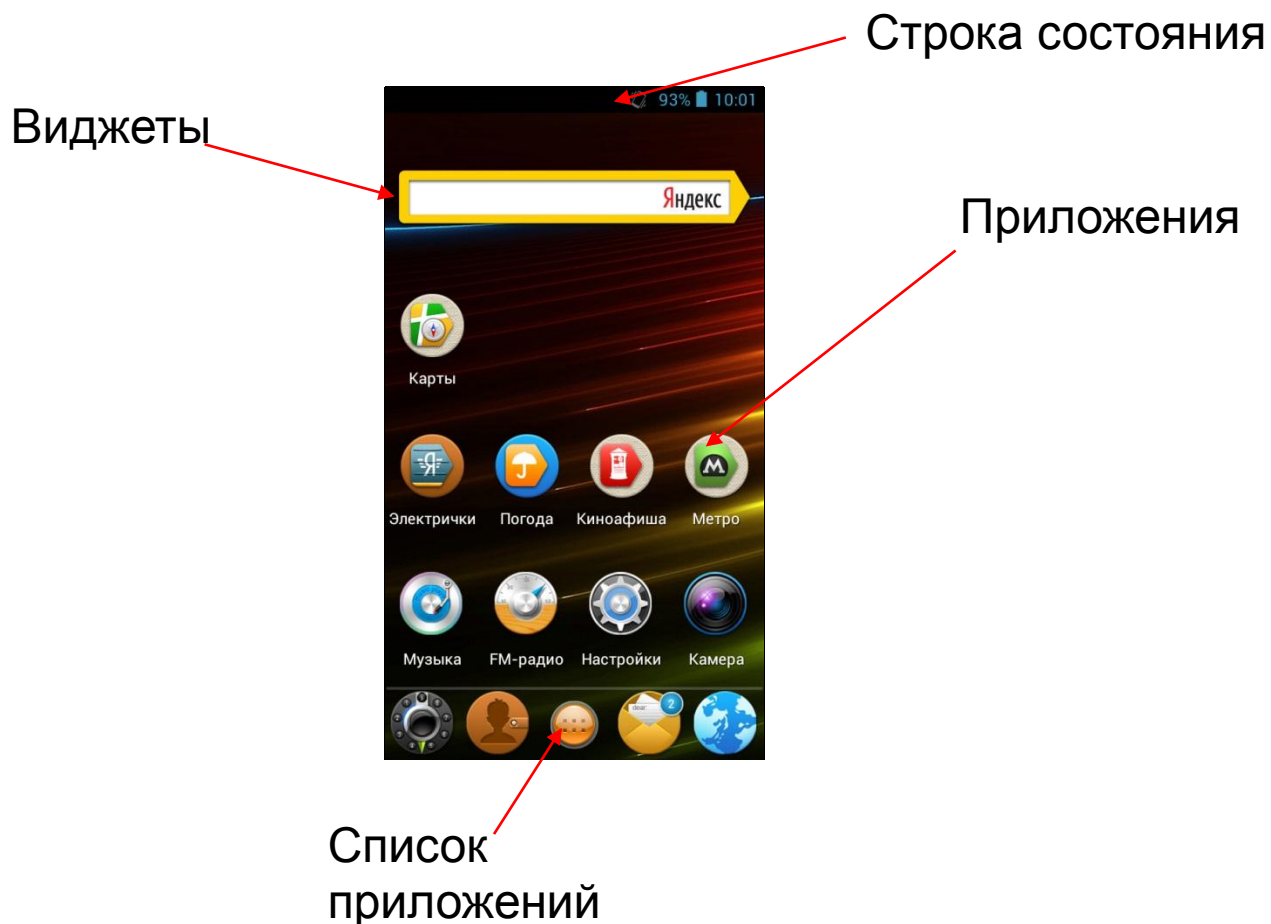 Строка состояния
93% 10:01
Виджеты
Яндекс
Приложения
Карты
Электрички Погода Киноафиша Метро
Музыка FM-радио Настройки Камера
dear:
2
Список
приложений